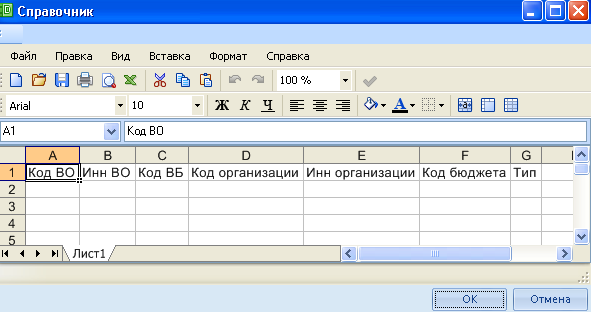 Справочник
Файл Правка Вид Вставка Формат Справка
100 %
Arial 10 Ж К Ч А
A1 Код ВО
A B C D E F G
1 Код ВО Инн ВО Код ВБ Код организации Инн организации Код бюджета Тип
2
3
4
5
Лист1
OK Отмена